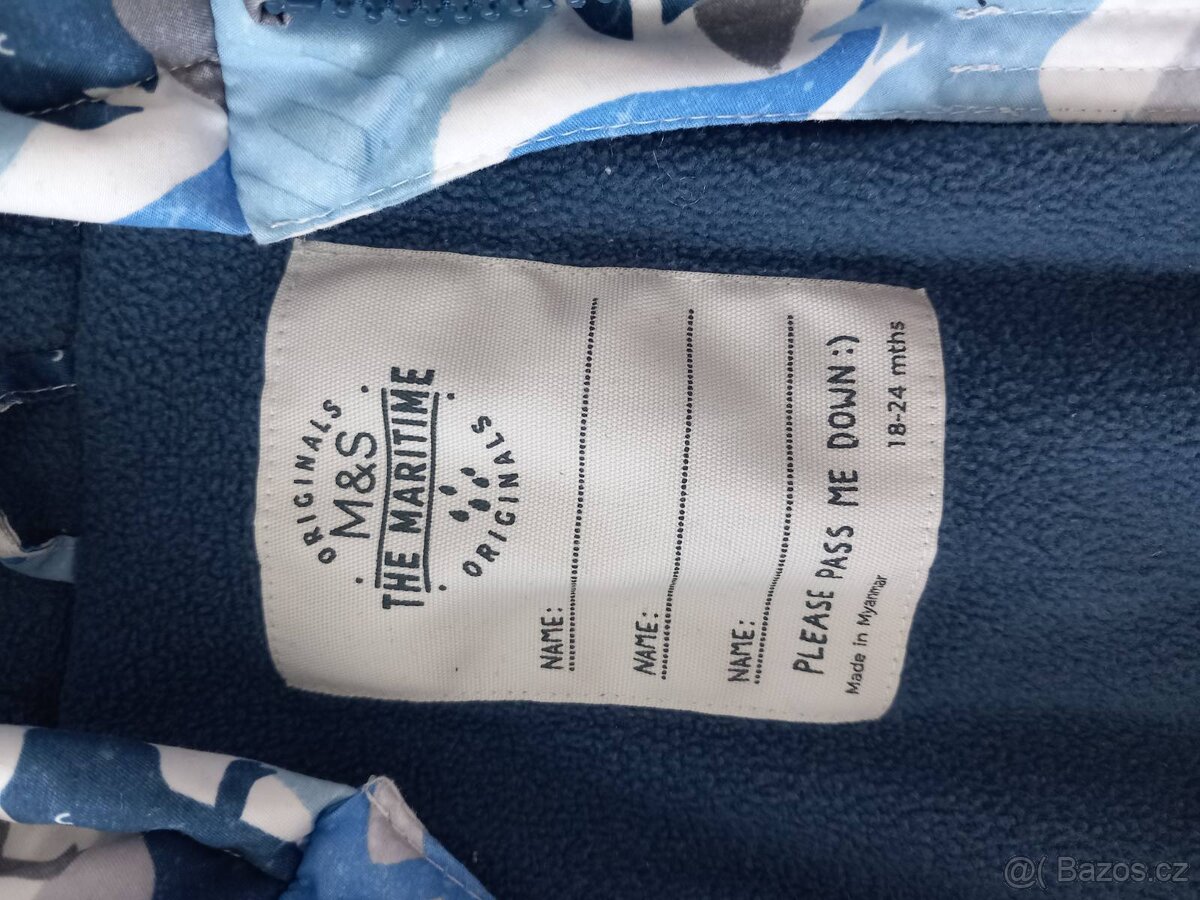 ORIGINALS
M&S
THE MARITIME
ORIGINALS
NAME:
NAME:
NAME:
PLEASE PASS ME DOWN:)
Made in Myanmar
18-24 mths
@( Bazos.cz